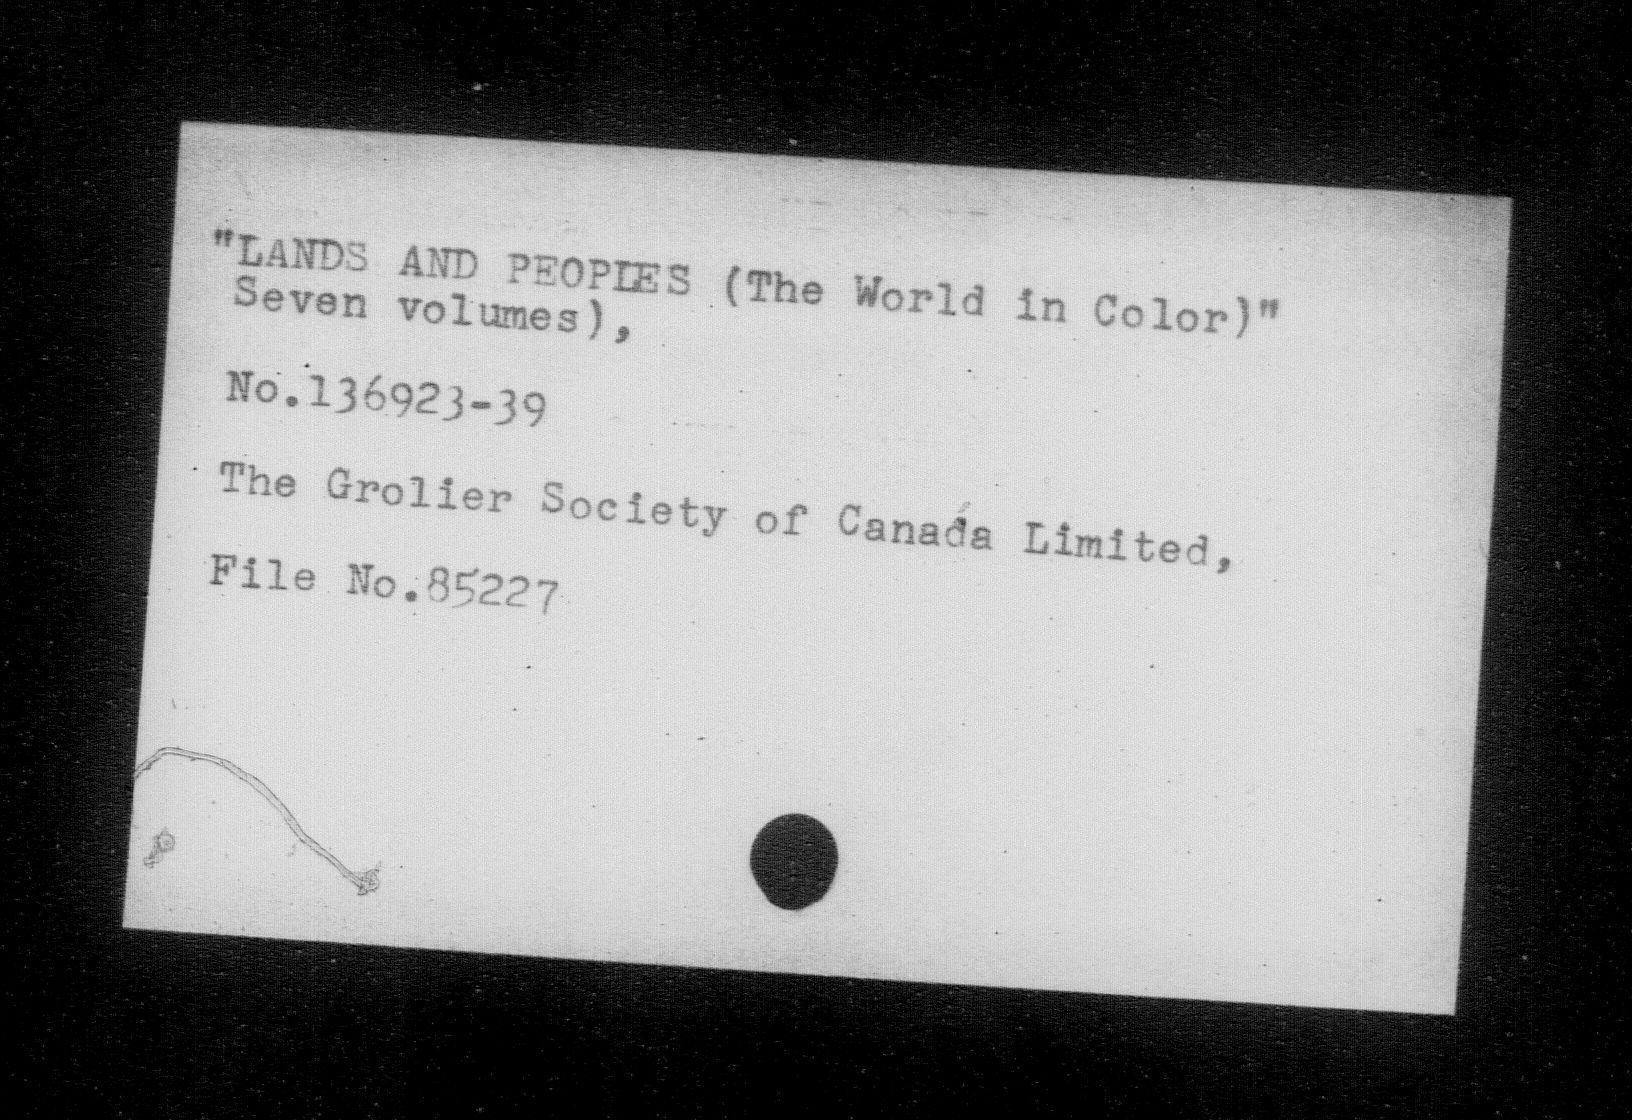 "LANDS AND PEOPLES (The World in Color)"
Seven volumes),
No.136923-39
The Grolier Society of Canada Limited,
File No.85227